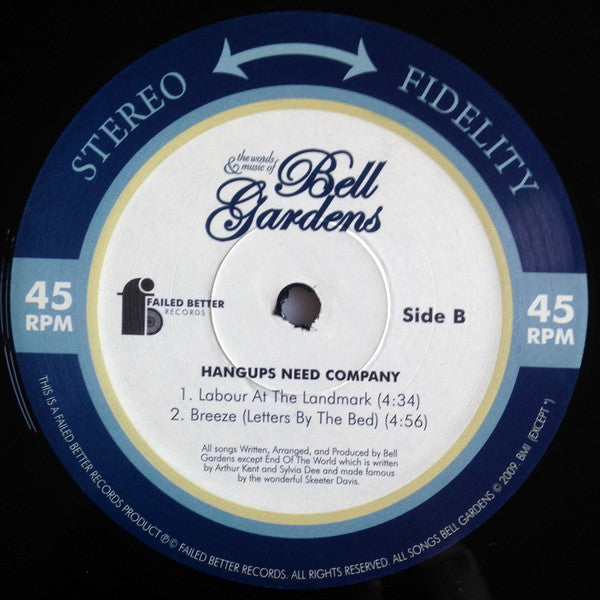 STEREO FIDELITY
the words
& music of
Bell
Gardens
45
RPM
FAILED BETTER
RECORDS
Side B
45
RPM
HANGUPS NEED COMPANY
1. Labour At The Landmark (4:34)
2. Breeze (Letters By The Bed) (4:56)
All songs Written, Arranged, and Produced by Bell
Gardens except End Of The World which is written
by Arthur Kent and Sylvia Dee and made famous
by the wonderful Skeeter Davis.
THIS IS A FAILED BETTER RECORDS PRODUCT ℗ © FAILED BETTER RECORDS. ALL RIGHTS RESERVED. ALL SONGS BELL GARDENS © 2009. BMI (EXCEPT *)